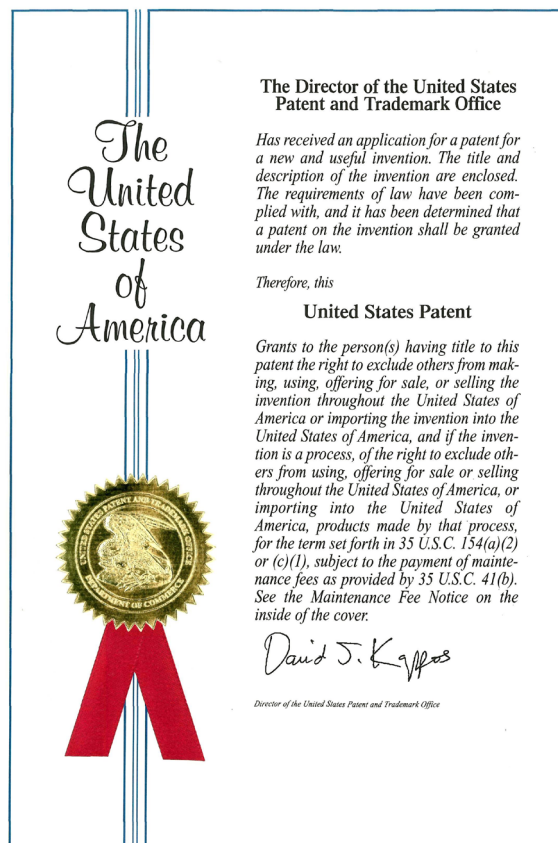 The
United
States
of
America
The Director of the United States
Patent and Trademark Office
Has received an application for a patent for
a new and useful invention. The title and
description of the invention are enclosed.
The requirements of law have been com-
plied with, and it has been determined that
a patent on the invention shall be granted
under the law.
Therefore, this
United States Patent
Grants to the person(s) having title to this
patent the right to exclude others from mak-
ing, using, offering for sale, or selling the
invention throughout the United States of
America or importing the invention into the
United States of America, and if the inven-
tion is a process, of the right to exclude oth-
ers from using, offering for sale or selling
throughout the United States of America, or
importing into the United States of
America, products made by that process,
for the term set forth in 35 U.S.C. 154(a)(2)
or (c)(1), subject to the payment of mainte-
nance fees as provided by 35 U.S.C. 41(b).
See the Maintenance Fee Notice on the
inside of the cover.
David J. Kappos
Director of the United States Patent and Trademark Office
UNITED STATES PATENT AND TRADEMARK OFFICE
DEPARTMENT OF COMMERCE